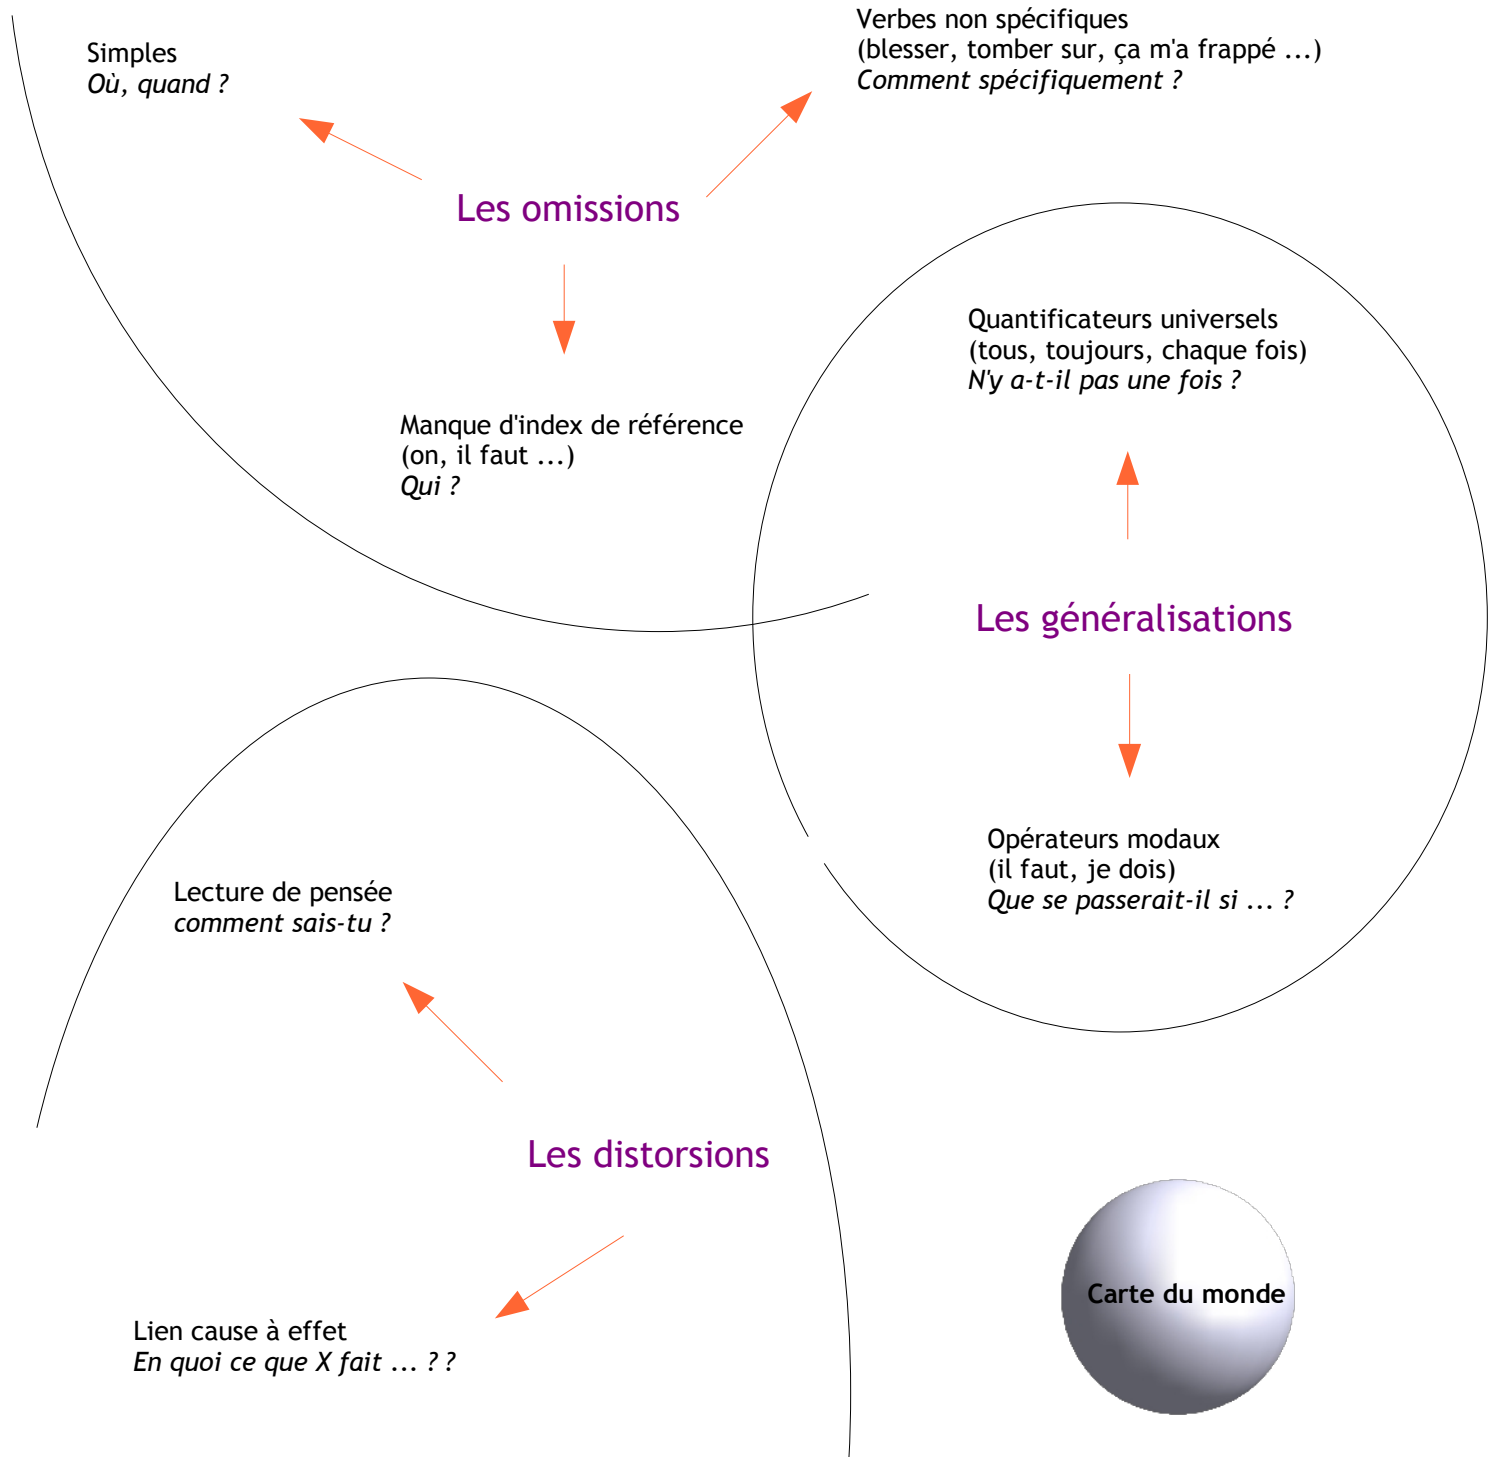 Simples
Où, quand ?
Verbes non spécifiques
(blesser, tomber sur, ça m'a frappé ...)
Comment spécifiquement ?
Les omissions
Manque d'index de référence
(on, il faut ...)
Qui ?
Quantificateurs universels
(tous, toujours, chaque fois)
N'y a-t-il pas une fois ?
Les généralisations
Opérateurs modaux
(il faut, je dois)
Que se passerait-il si ... ?
Lecture de pensée
comment sais-tu ?
Les distorsions
Lien cause à effet
En quoi ce que X fait ... ? ?
Carte du monde